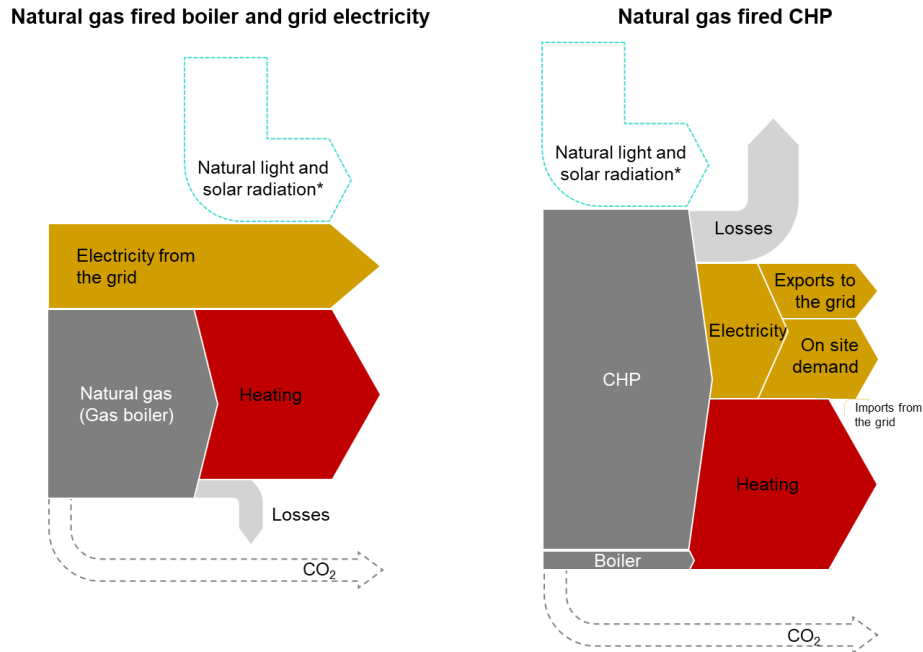 Natural gas fired boiler and grid electricity
Natural light and
solar radiation*
Electricity from
the grid
Natural gas
(Gas boiler)
Heating
Losses
CO₂
Natural gas fired CHP
Natural light and
solar radiation*
Losses
Exports to
the grid
Electricity
On site
demand
CHP
Imports from
the grid
Heating
Boiler
CO₂